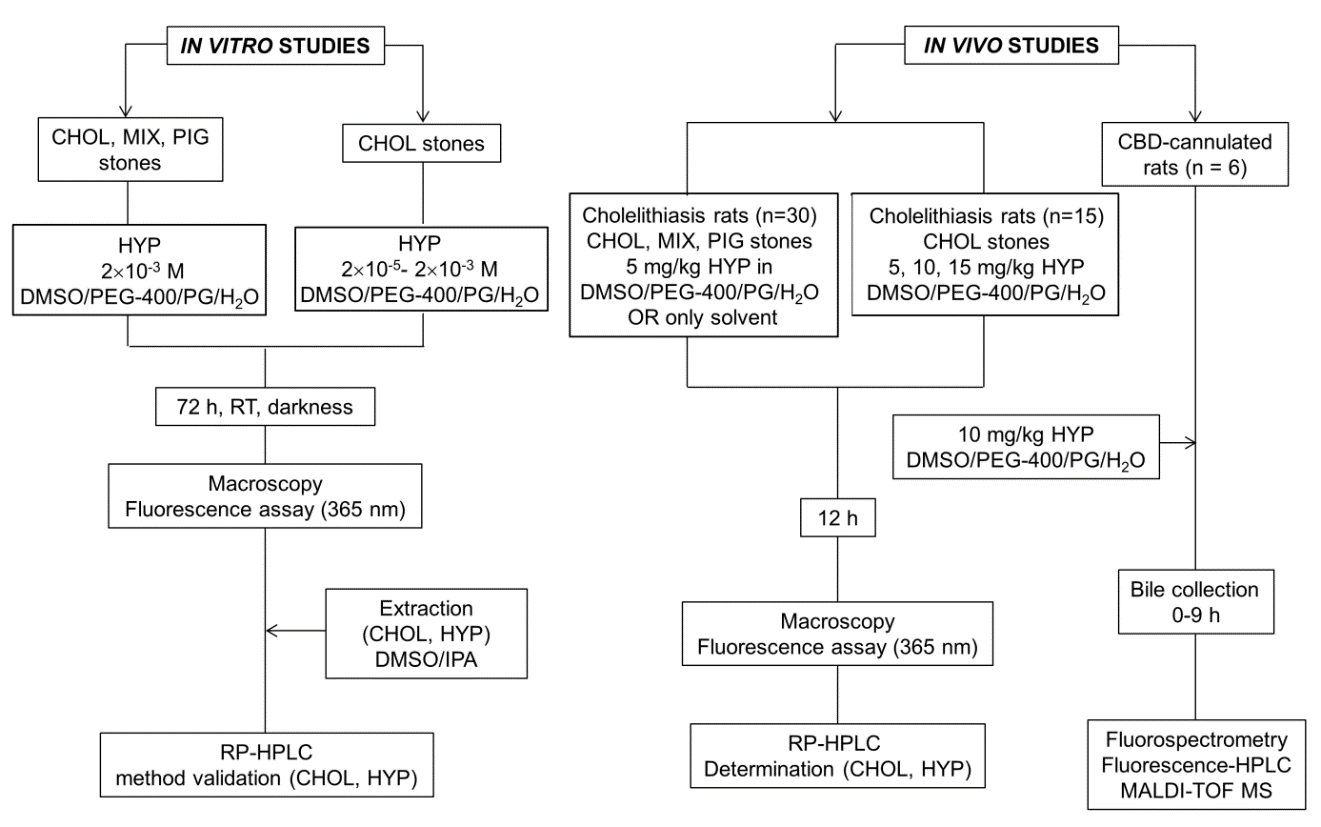 IN VITRO STUDIES
CHOL, MIX, PIG
stones
CHOL stones
HYP
2×10⁻³ M
DMSO/PEG-400/PG/H₂O
HYP
2×10⁻⁵- 2×10⁻³ M
DMSO/PEG-400/PG/H₂O
72 h, RT, darkness
Macroscopy
Fluorescence assay (365 nm)
Extraction
(CHOL, HYP)
DMSO/IPA
RP-HPLC
method validation (CHOL, HYP)
IN VIVO STUDIES
Cholelithiasis rats (n=30)
CHOL, MIX, PIG stones
5 mg/kg HYP in
DMSO/PEG-400/PG/H₂O
OR only solvent
Cholelithiasis rats (n=15)
CHOL stones
5, 10, 15 mg/kg HYP
DMSO/PEG-400/PG/H₂O
12 h
Macroscopy
Fluorescence assay (365 nm)
RP-HPLC
Determination (CHOL, HYP)
CBD-cannulated
rats (n = 6)
10 mg/kg HYP
DMSO/PEG-400/PG/H₂O
Bile collection
0-9 h
Fluorospectrometry
Fluorescence-HPLC
MALDI-TOF MS